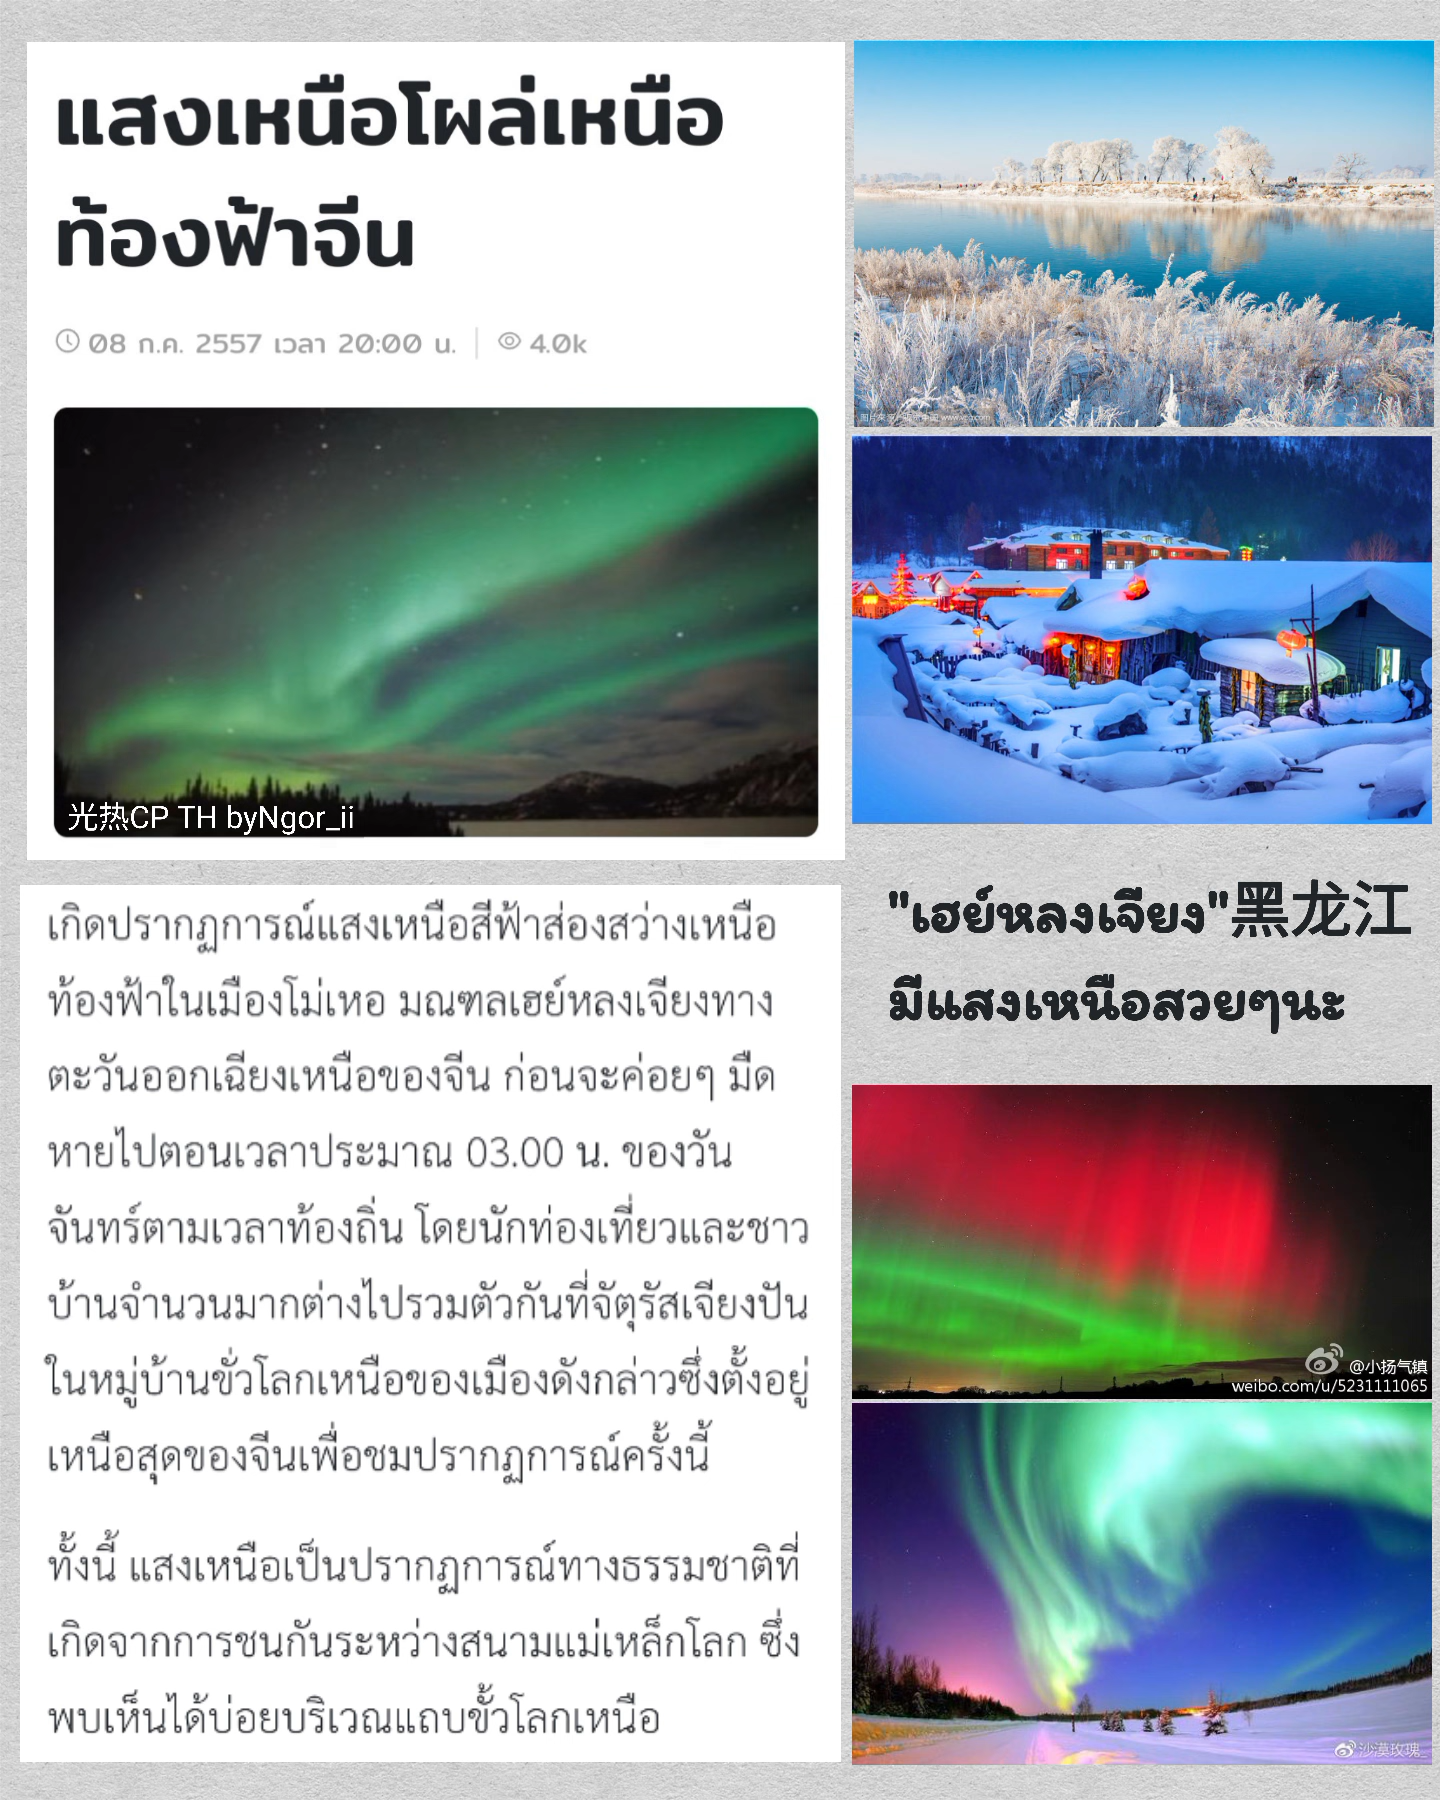 แสงเหนือโผล่เหนือ
ท้องฟ้าจีน
08 ก.ค. 2557 เวลา 20:00 น. 4.0k
光热CP TH byNgor_ii
เกิดปรากฏการณ์แสงเหนือสีฟ้าส่องสว่างเหนือ
ท้องฟ้าในเมืองโม่เหอ มณฑลเฮย์หลงเจียงทาง
ตะวันออกเฉียงเหนือของจีน ก่อนจะค่อยๆ มืด
หายไปตอนเวลาประมาณ 03.00 น. ของวัน
จันทร์ตามเวลาท้องถิ่น โดยนักท่องเที่ยวและชาว
บ้านจำนวนมากต่างไปรวมตัวกันที่จัตุรัสเจียงปัน
ในหมู่บ้านขั่วโลกเหนือของเมืองดังกล่าวซึ่งตั้งอยู่
เหนือสุดของจีนเพื่อชมปรากฏการณ์ครั้งนี้
ทั้งนี้ แสงเหนือเป็นปรากฏการณ์ทางธรรมชาติที่
เกิดจากการชนกันระหว่างสนามแม่เหล็กโลก ซึ่ง
พบเห็นได้บ่อยบริเวณแถบขั้วโลกเหนือ
"เฮย์หลงเจียง"黑龙江
มีแสงเหนือสวยๆนะ
@小扬气镇
weibo.com/u/5231111065
沙漠玫瑰_